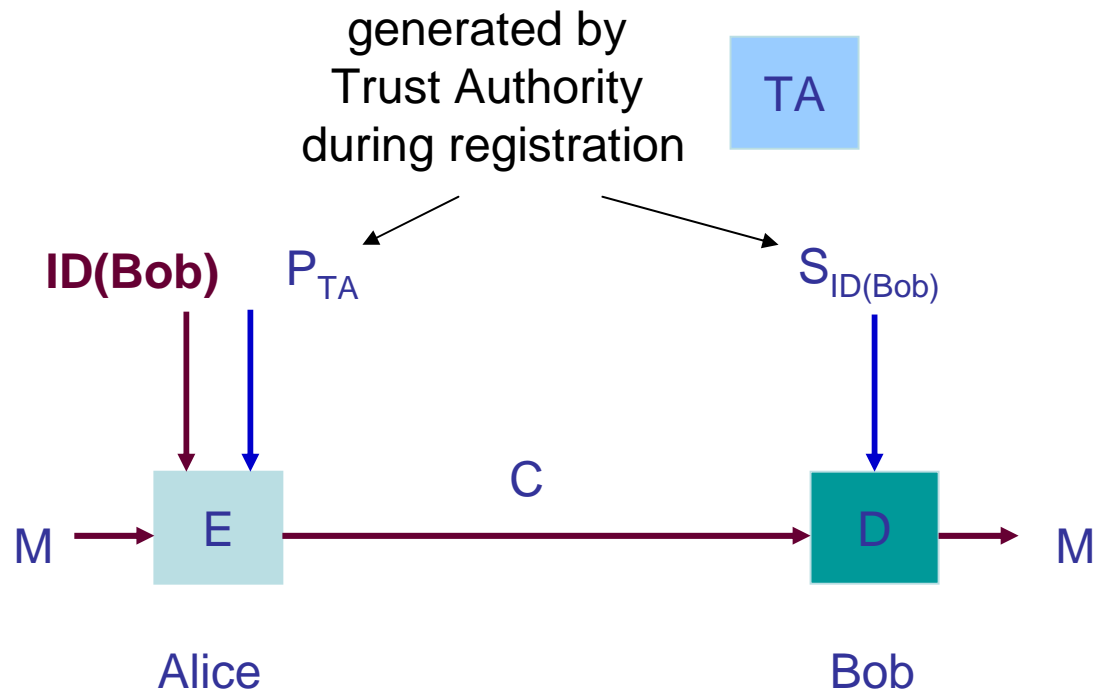 generated by
Trust Authority
during registration
TA
ID(Bob)
P_TA
S_ID(Bob)
C
M
E
D
M
Alice
Bob